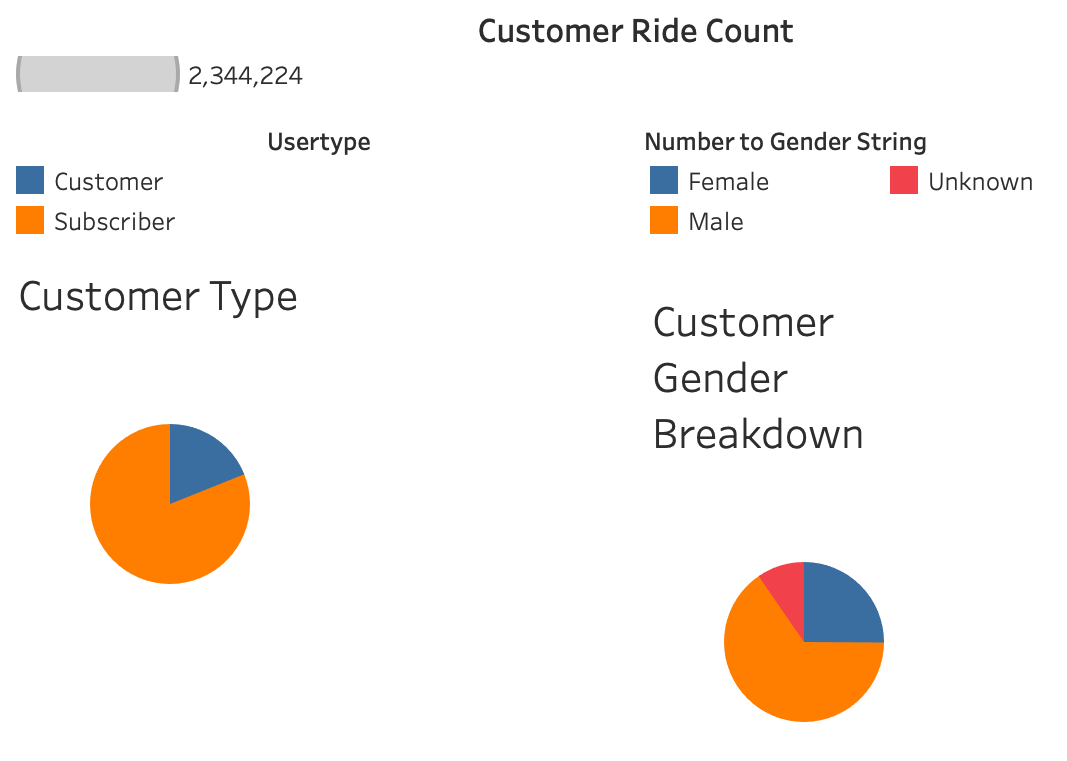 Customer Ride Count
2,344,224
Usertype
Customer
Subscriber
Number to Gender String
Female
Unknown
Male
Customer Type
Customer
Gender
Breakdown